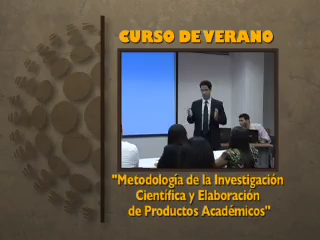 CURSO DE VERANO
"Metodología de la Investigación
Científica y Elaboración
de Productos Académicos"